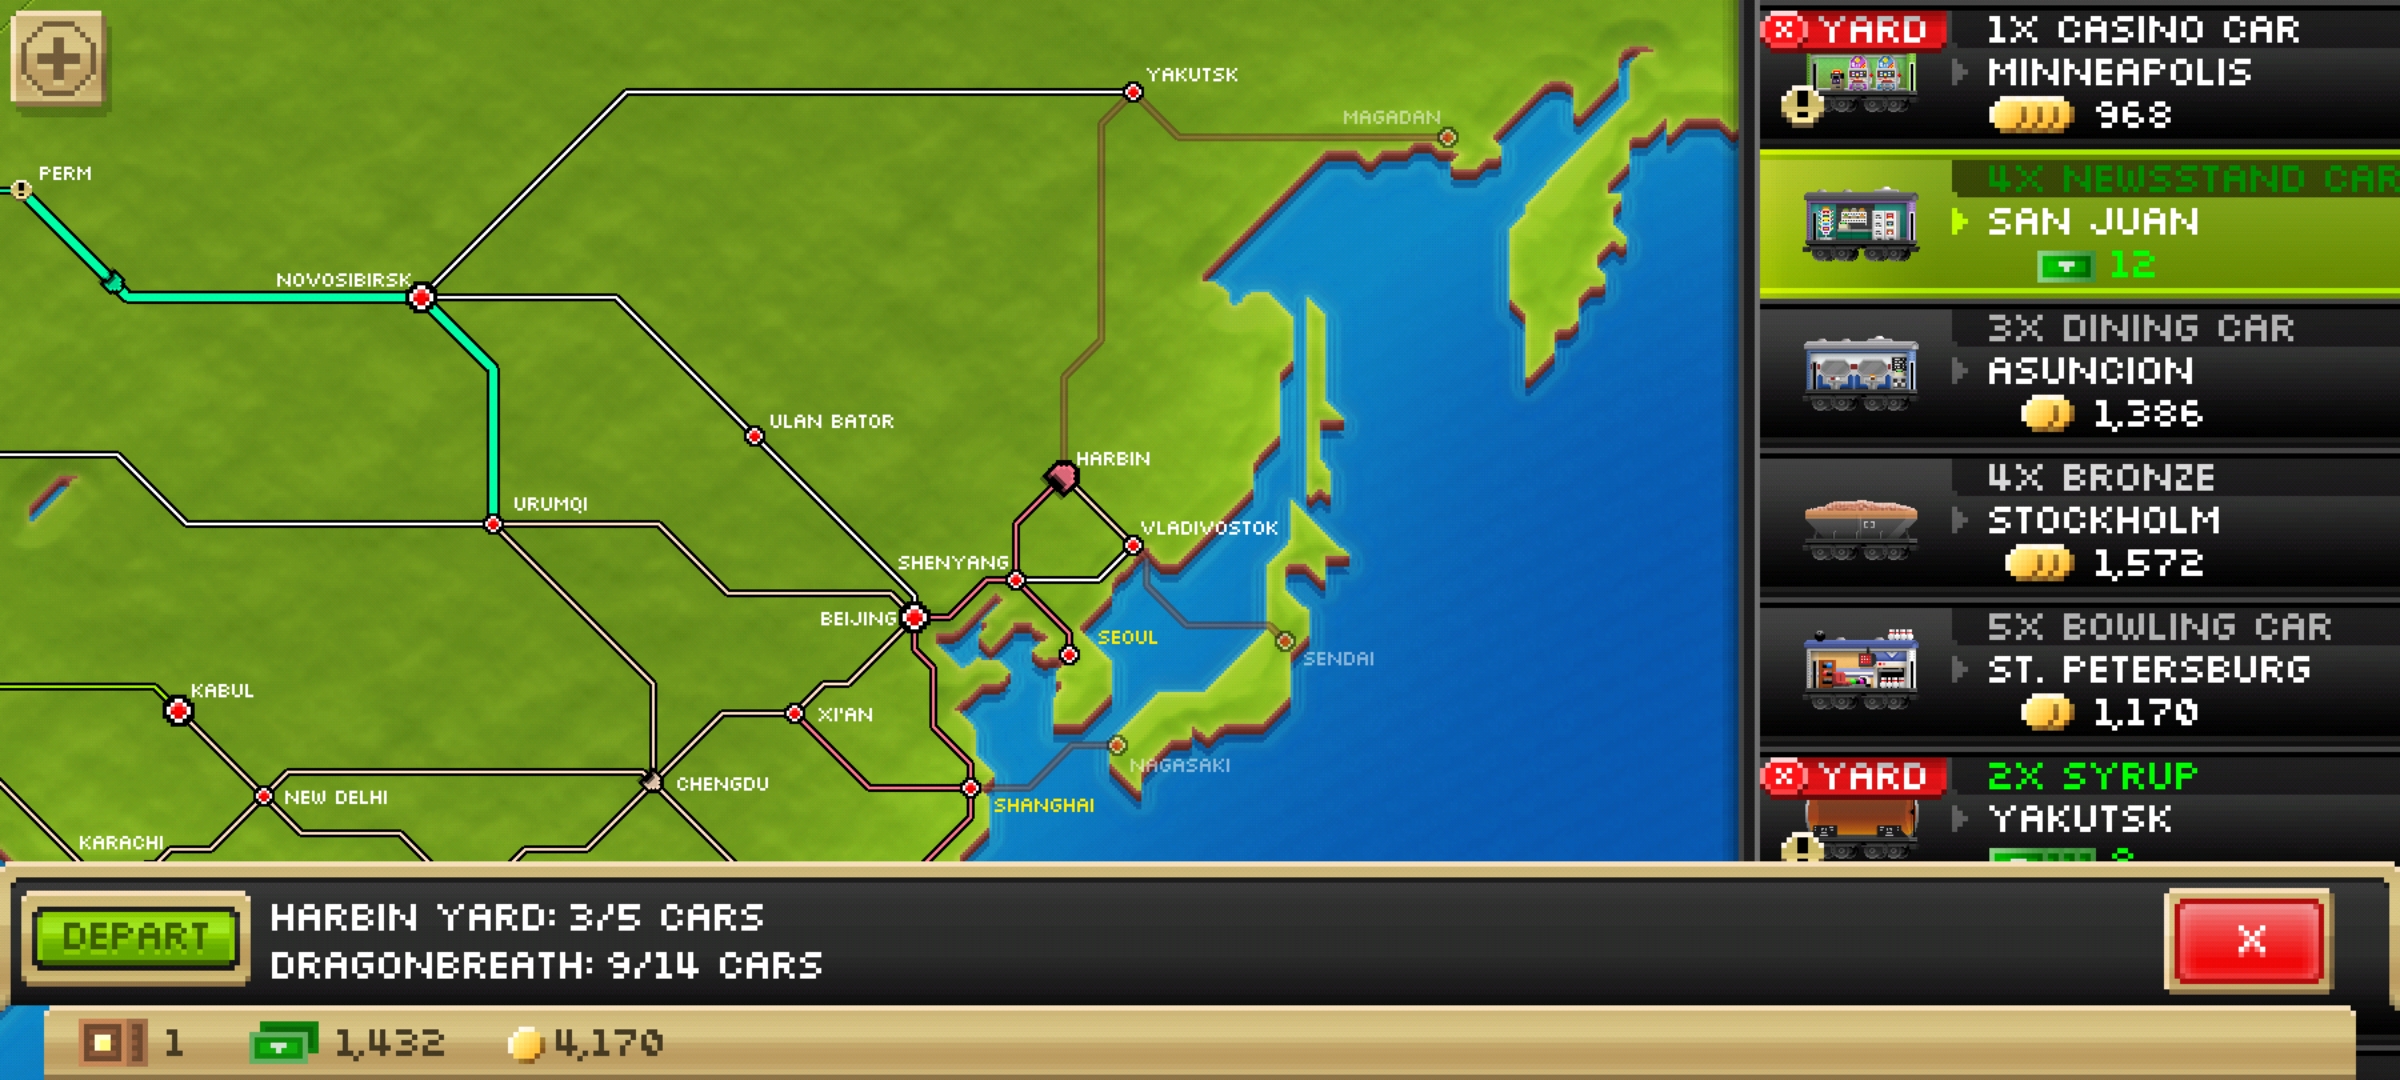 YAKUTSK
MAGADAN
PERM
NOVOSIBIRSK
ULAN BATOR
HARBIN
URUMQI
VLADIVOSTOK
SHENYANG
BEIJING
SEOUL
SENDAI
KABUL
XI'AN
NAGASAKI
CHENGDU
NEW DELHI
SHANGHAI
KARACHI
YARD
1X CASINO CAR
MINNEAPOLIS
968
4X NEWSSTAND CAR
SAN JUAN
12
3X DINING CAR
ASUNCION
1,386
4X BRONZE
STOCKHOLM
1,572
5X BOWLING CAR
ST. PETERSBURG
1,170
YARD
2X SYRUP
YAKUTSK
DEPART
HARBIN YARD: 3/5 CARS
DRAGONBREATH: 9/14 CARS
X
1
1,432
4,170